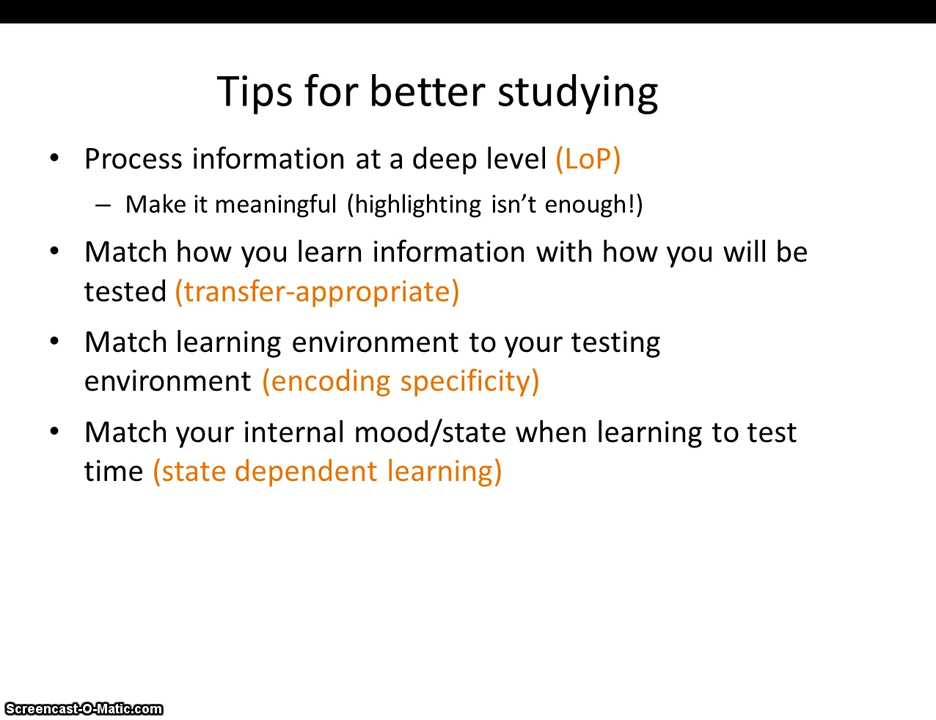 Tips for better studying
• Process information at a deep level (LoP)
– Make it meaningful (highlighting isn’t enough!)
• Match how you learn information with how you will be
tested (transfer-appropriate)
• Match learning environment to your testing
environment (encoding specificity)
• Match your internal mood/state when learning to test
time (state dependent learning)
Screencast-O-Matic.com